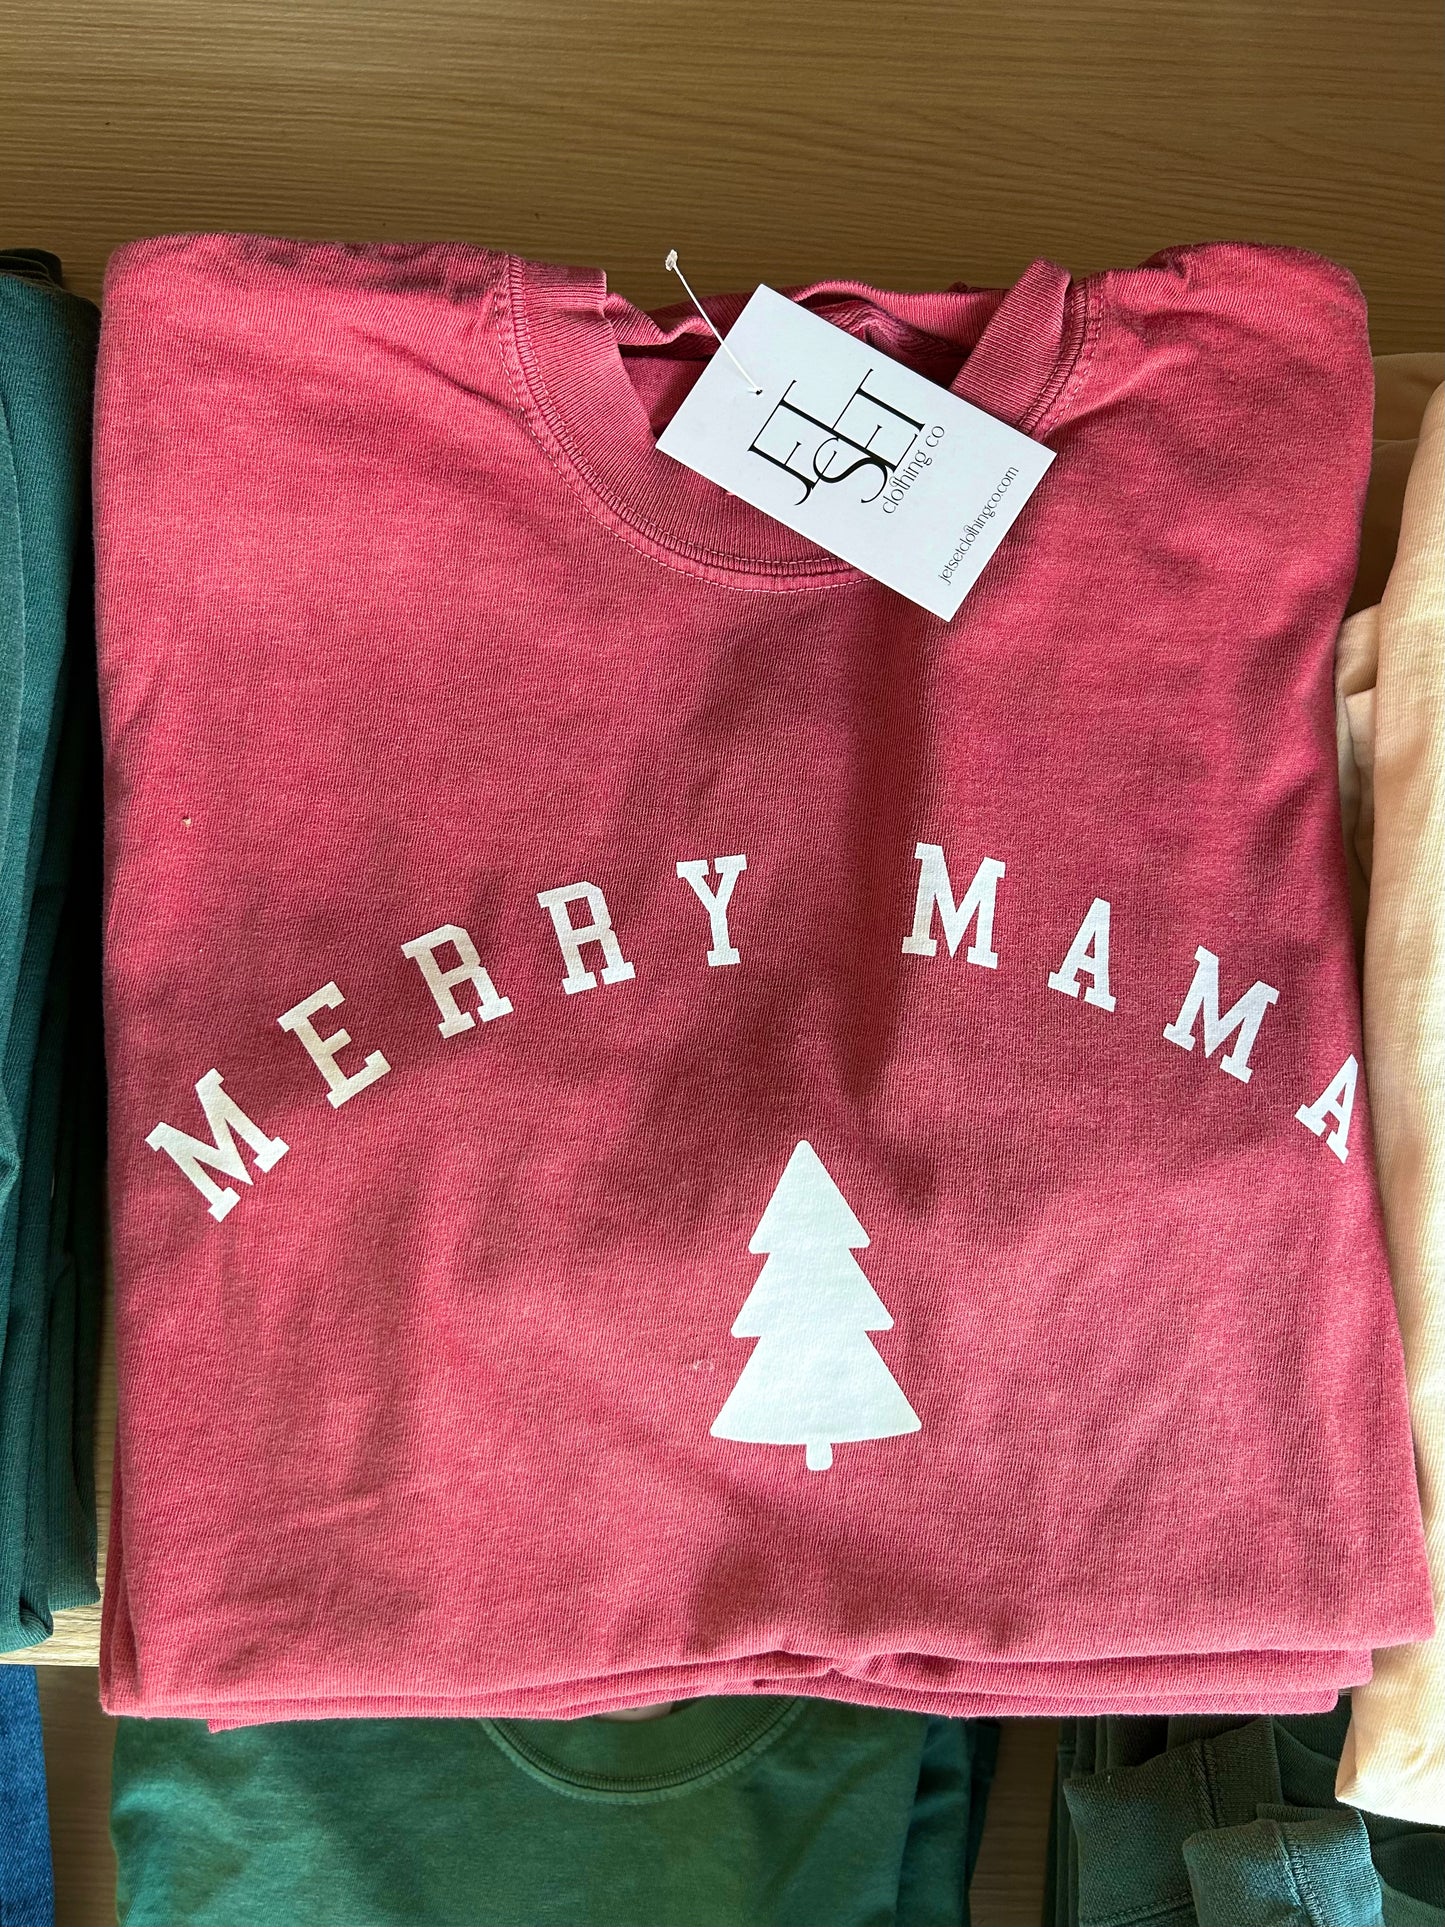 JET
SET
clothing co
jetsetclothingco.com
MERRY MAMA